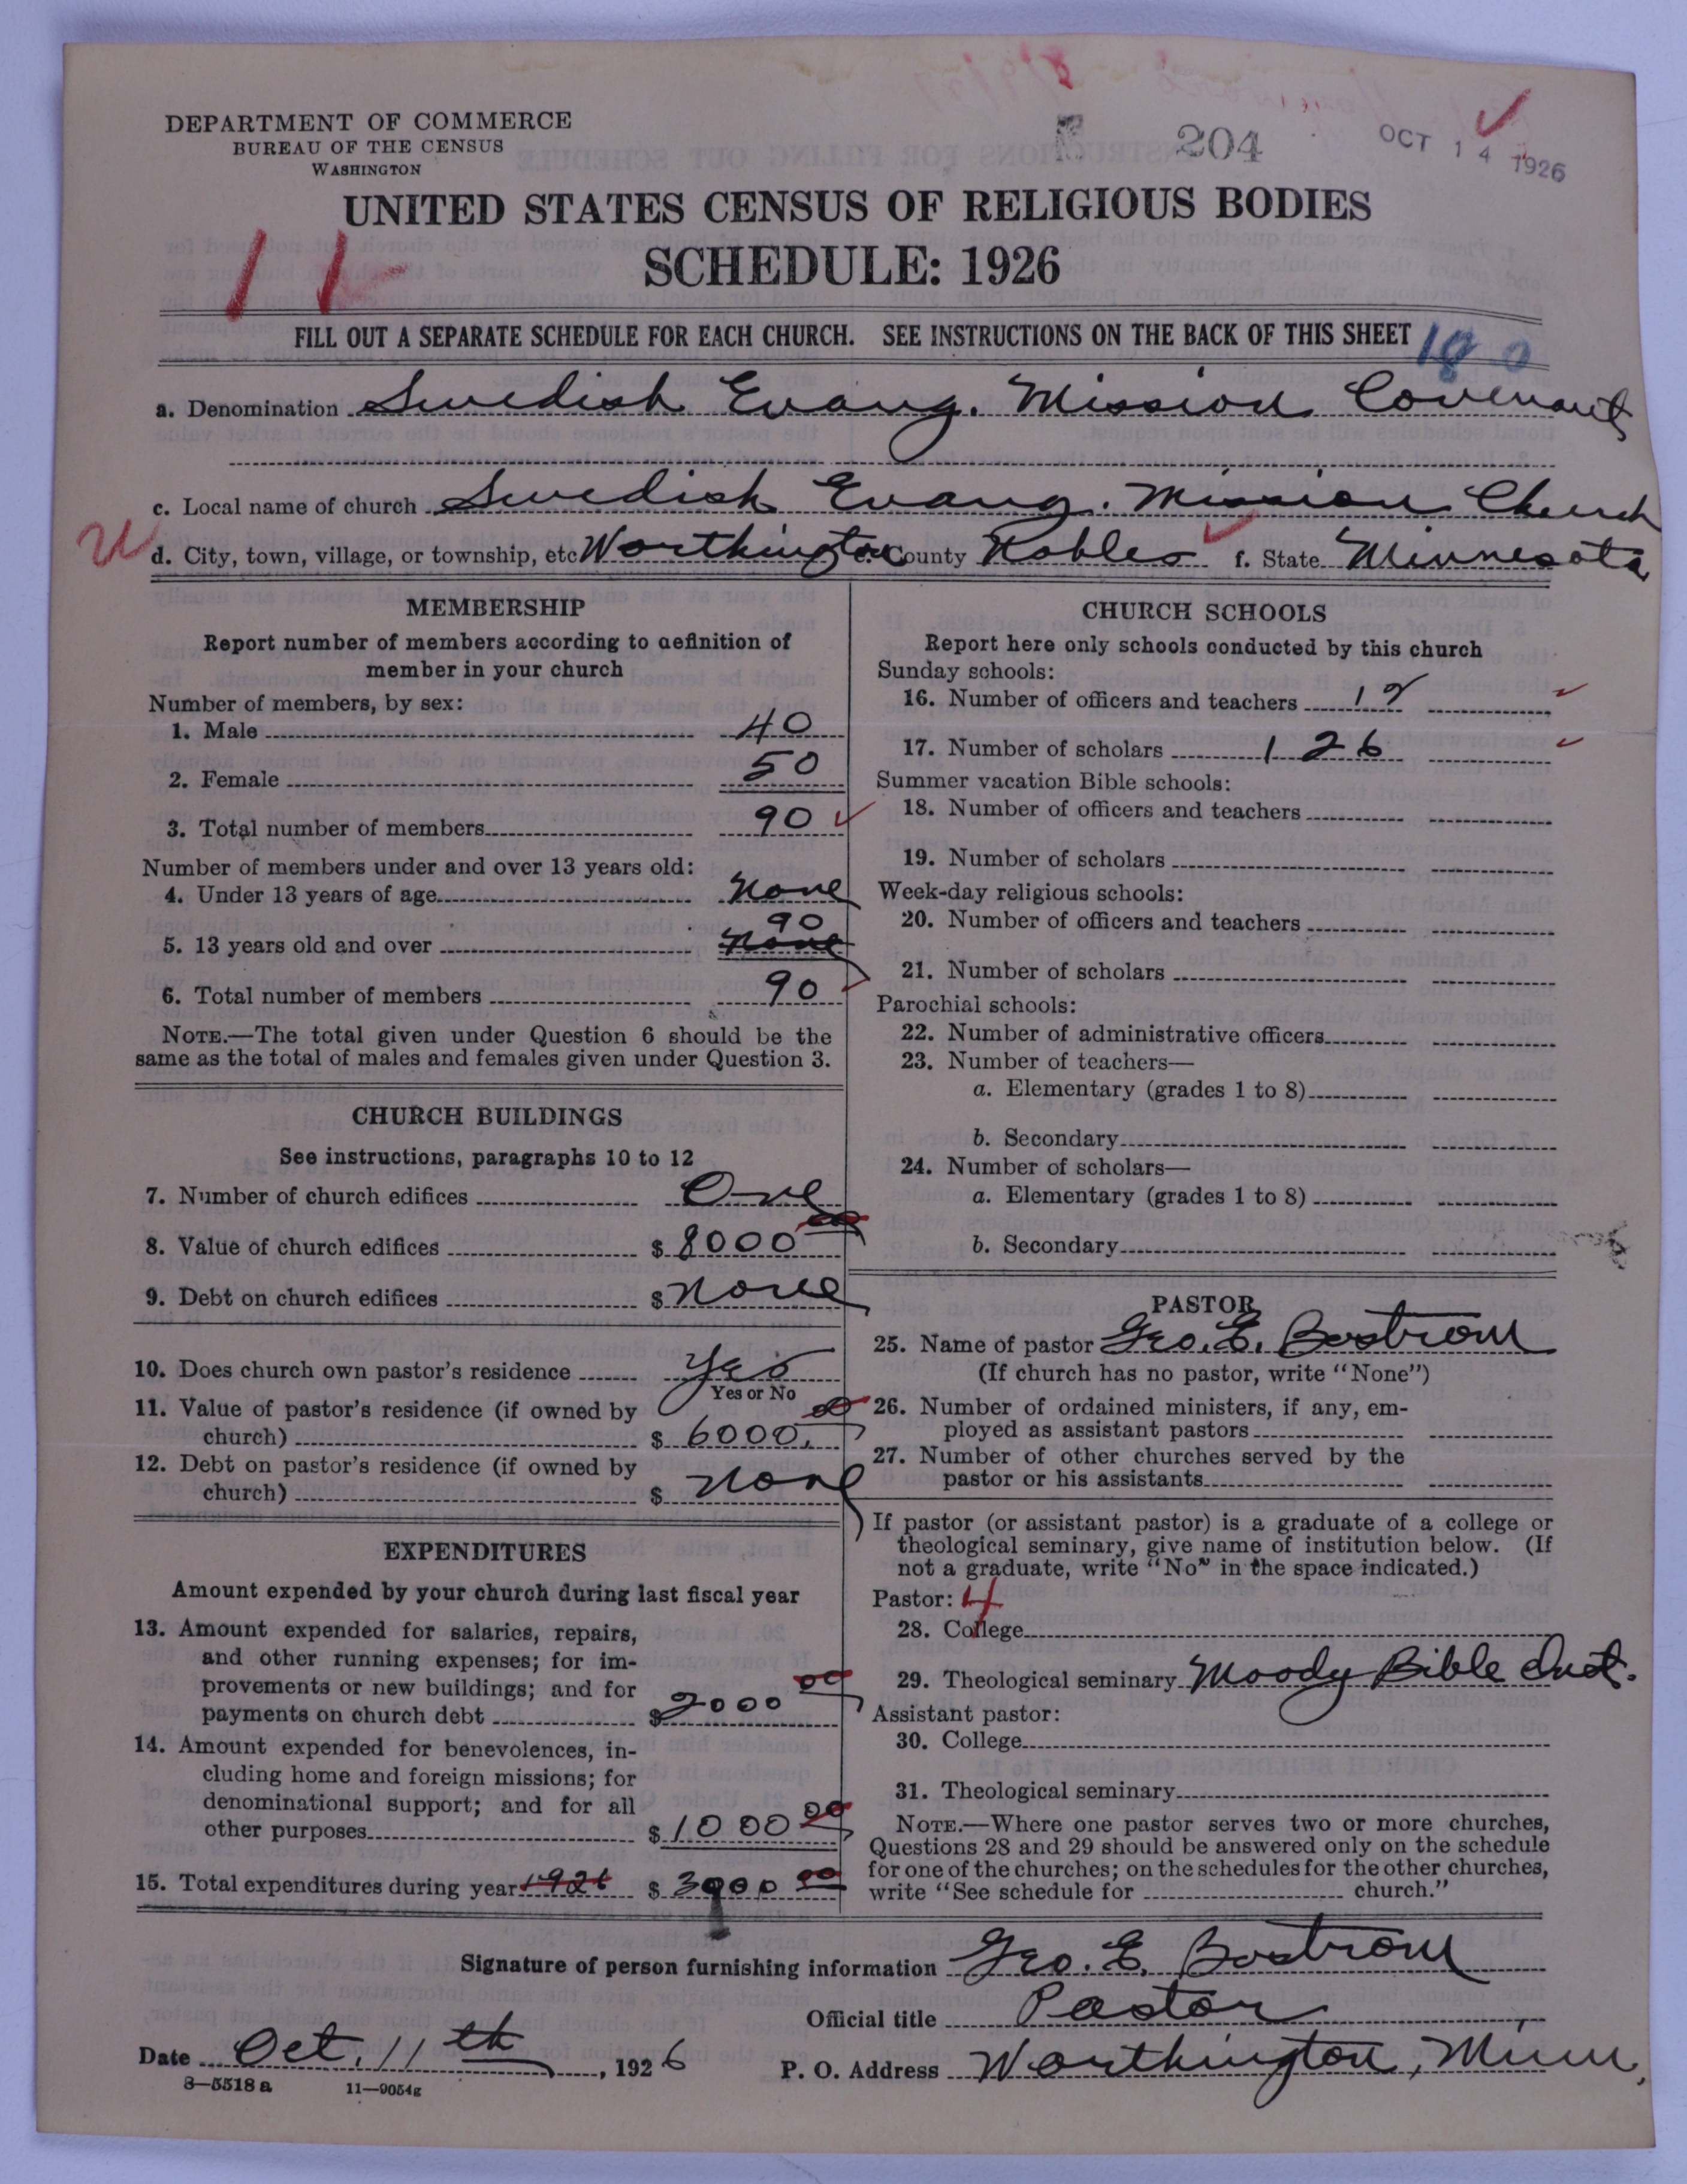 DEPARTMENT OF COMMERCE
BUREAU OF THE CENSUS
WASHINGTON
204
OCT 14 1926
UNITED STATES CENSUS OF RELIGIOUS BODIES
SCHEDULE: 1926
11-
FILL OUT A SEPARATE SCHEDULE FOR EACH CHURCH. SEE INSTRUCTIONS ON THE BACK OF THIS SHEET
a. Denomination Swedish Evang. Mission Covenant
c. Local name of church Swedish Evang. Mission Church
d. City, town, village, or township, etc Worthington e. County Nobles f. State Minnesota
MEMBERSHIP
Report number of members according to definition of
member in your church
Number of members, by sex:
1. Male 40
2. Female 50
3. Total number of members 90
Number of members under and over 13 years old:
4. Under 13 years of age None
90
5. 13 years old and over None
6. Total number of members 90
NOTE.—The total given under Question 6 should be the
same as the total of males and females given under Question 3.
CHURCH BUILDINGS
See instructions, paragraphs 10 to 12
7. Number of church edifices One
8. Value of church edifices $ 8000 00
9. Debt on church edifices $ None
10. Does church own pastor's residence Yes
Yes or No
11. Value of pastor's residence (if owned by
church) $ 6000. 00
12. Debt on pastor's residence (if owned by
church) $ None
EXPENDITURES
Amount expended by your church during last fiscal year
13. Amount expended for salaries, repairs,
and other running expenses; for im-
provements or new buildings; and for
payments on church debt $ 2000 00
14. Amount expended for benevolences, in-
cluding home and foreign missions; for
denominational support; and for all
other purposes $ 1000 00
15. Total expenditures during year 1926 $ 3000 00
CHURCH SCHOOLS
Report here only schools conducted by this church
Sunday schools:
16. Number of officers and teachers 12
17. Number of scholars 126
Summer vacation Bible schools:
18. Number of officers and teachers
19. Number of scholars
Week-day religious schools:
20. Number of officers and teachers
21. Number of scholars
Parochial schools:
22. Number of administrative officers
23. Number of teachers—
a. Elementary (grades 1 to 8)
b. Secondary
24. Number of scholars—
a. Elementary (grades 1 to 8)
b. Secondary
PASTOR
25. Name of pastor Geo. E. Bostrom
(If church has no pastor, write "None")
26. Number of ordained ministers, if any, em-
ployed as assistant pastors
27. Number of other churches served by the
pastor or his assistants
If pastor (or assistant pastor) is a graduate of a college or
theological seminary, give name of institution below. (If
not a graduate, write "No" in the space indicated.)
Pastor: 4
28. College
29. Theological seminary Moody Bible Inst.
Assistant pastor:
30. College
31. Theological seminary
NOTE.—Where one pastor serves two or more churches,
Questions 28 and 29 should be answered only on the schedule
for one of the churches; on the schedules for the other churches,
write "See schedule for church."
Signature of person furnishing information Geo. E. Bostrom
Official title Pastor
Date Oct. 11th, 1926 P. O. Address Worthington, Minn.
8—5518 a 11—9054g